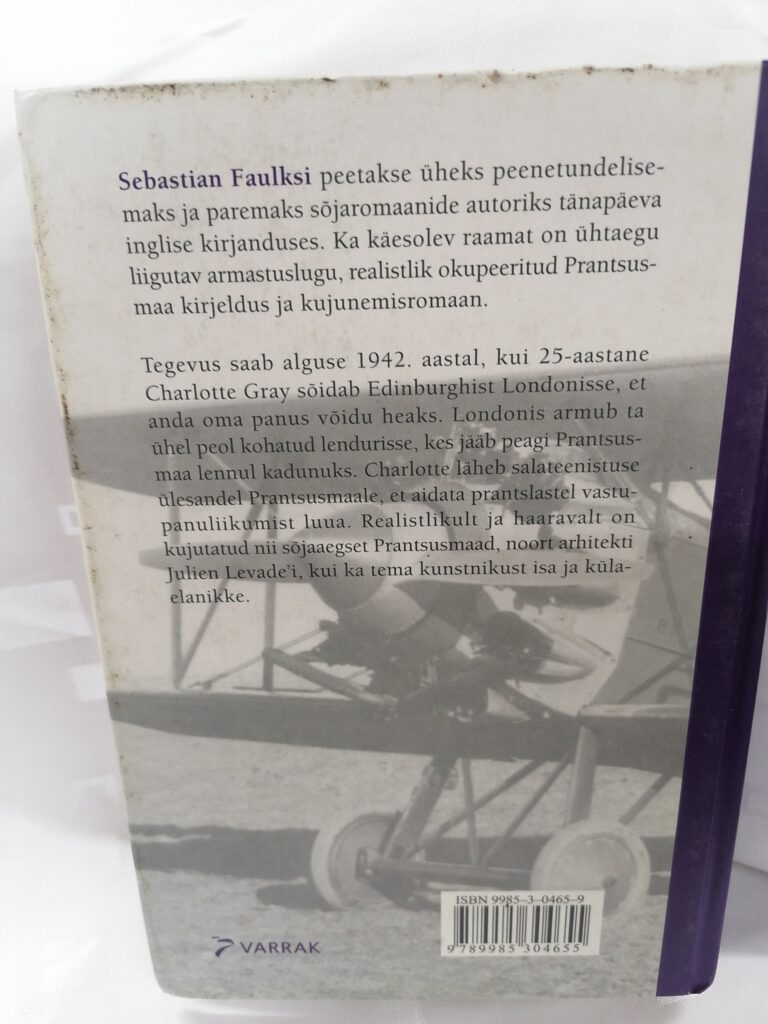 Sebastian Faulksi peetakse üheks peenetundelise-
maks ja paremaks sõjaromaanide autoriks tänapäeva
inglise kirjanduses. Ka käesolev raamat on ühtaegu
liigutav armastuslugu, realistlik okupeeritud Prantsus-
maa kirjeldus ja kujunemisromaan.
Tegevus saab alguse 1942. aastal, kui 25-aastane
Charlotte Gray sõidab Edinburghist Londonisse, et
anda oma panus võidu heaks. Londonis armub ta
ühel peol kohatud lendurisse, kes jääb peagi Prantsus-
maa lennul kadunuks. Charlotte läheb salateenistuse
ülesandel Prantsusmaale, et aidata prantslastel vastu-
panuliikumist luua. Realistlikult ja haaravalt on
kujutatud nii sõjaaegset Prantsusmaad, noort arhitekti
Julien Levade'i, kui ka tema kunstnikust isa ja küla-
elanikke.
ISBN 9985-3-0465-9
9 789985 304655
VARRAK